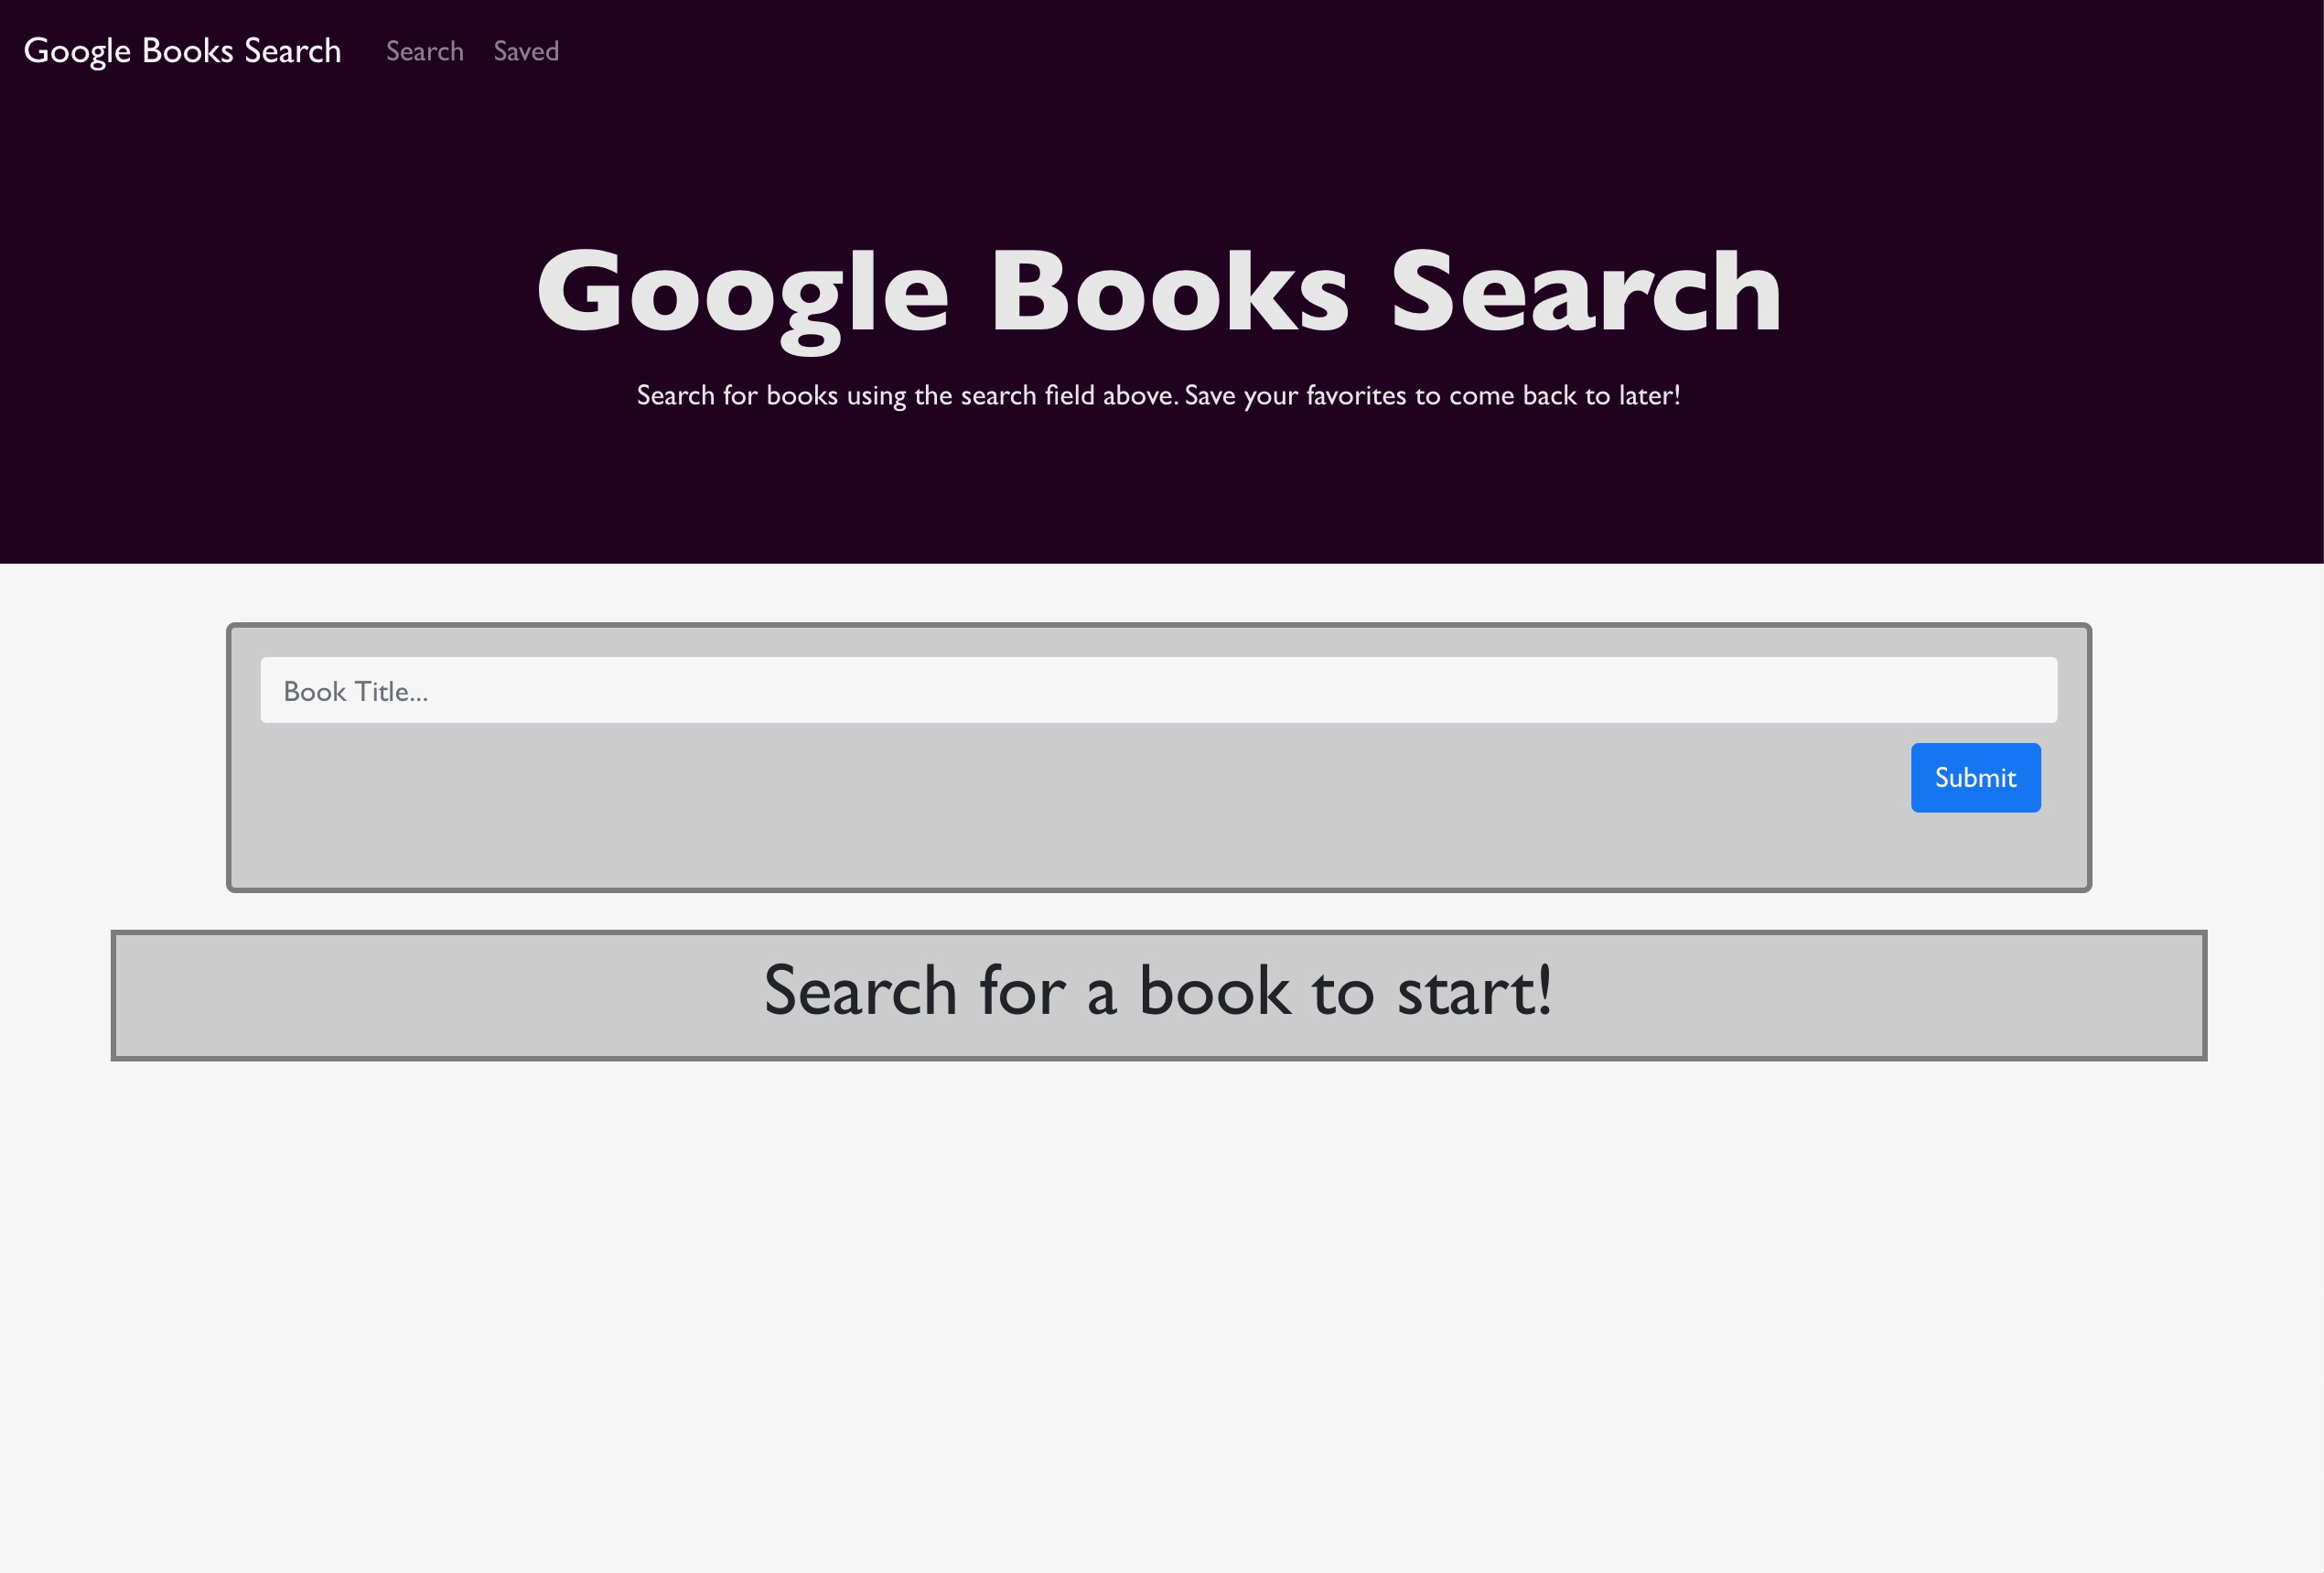 Google Books Search Search Saved
Google Books Search
Search for books using the search field above. Save your favorites to come back to later!
Book Title...
Submit
Search for a book to start!